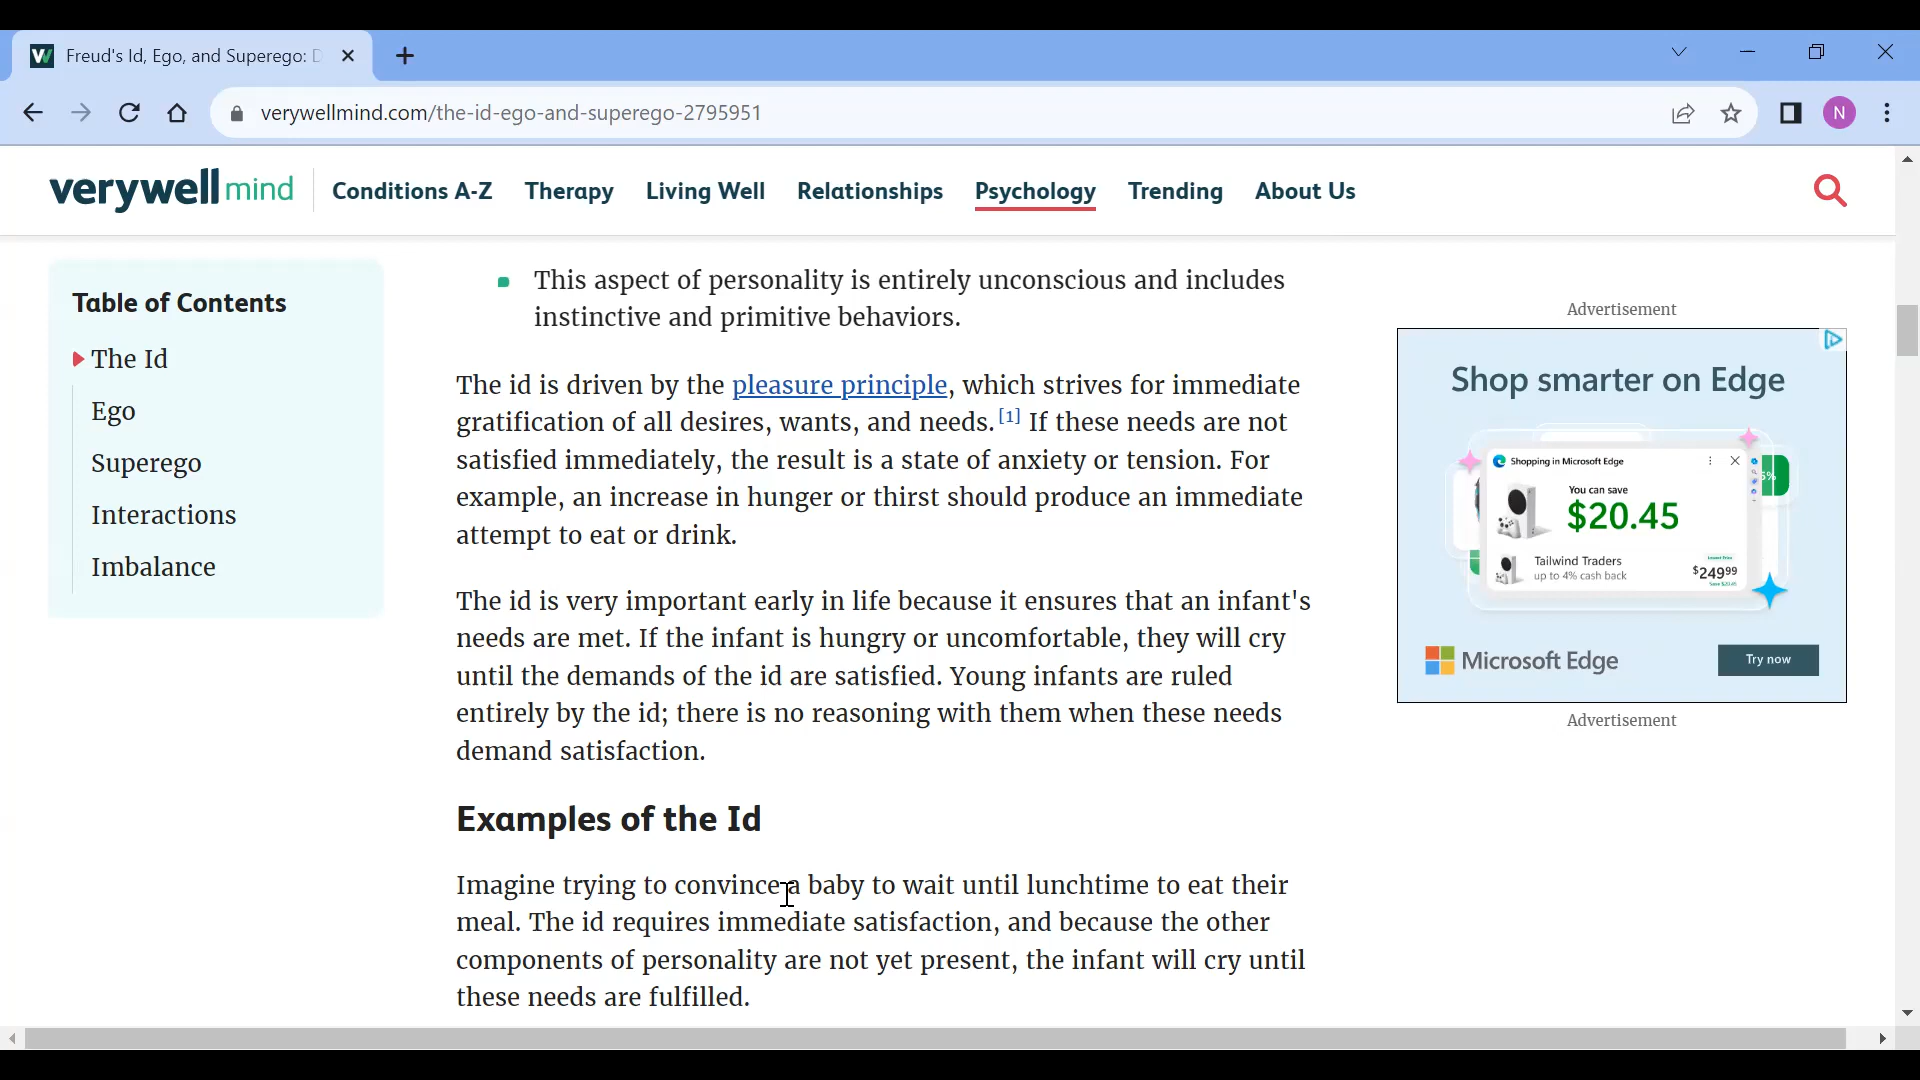 Freud's Id, Ego, and Superego:
verywellmind.com/the-id-ego-and-superego-2795951
N
verywell mind
Conditions A-Z
Therapy
Living Well
Relationships
Psychology
Trending
About Us
Table of Contents
The Id
Ego
Superego
Interactions
Imbalance
This aspect of personality is entirely unconscious and includes
instinctive and primitive behaviors.
The id is driven by the pleasure principle, which strives for immediate
gratification of all desires, wants, and needs. [1] If these needs are not
satisfied immediately, the result is a state of anxiety or tension. For
example, an increase in hunger or thirst should produce an immediate
attempt to eat or drink.
The id is very important early in life because it ensures that an infant's
needs are met. If the infant is hungry or uncomfortable, they will cry
until the demands of the id are satisfied. Young infants are ruled
entirely by the id; there is no reasoning with them when these needs
demand satisfaction.
Examples of the Id
Imagine trying to convince a baby to wait until lunchtime to eat their
meal. The id requires immediate satisfaction, and because the other
components of personality are not yet present, the infant will cry until
these needs are fulfilled.
Advertisement
Shop smarter on Edge
Shopping in Microsoft Edge
You can save
$20.45
Tailwind Traders
up to 4% cash back
$249.99
Microsoft Edge
Try now
Advertisement